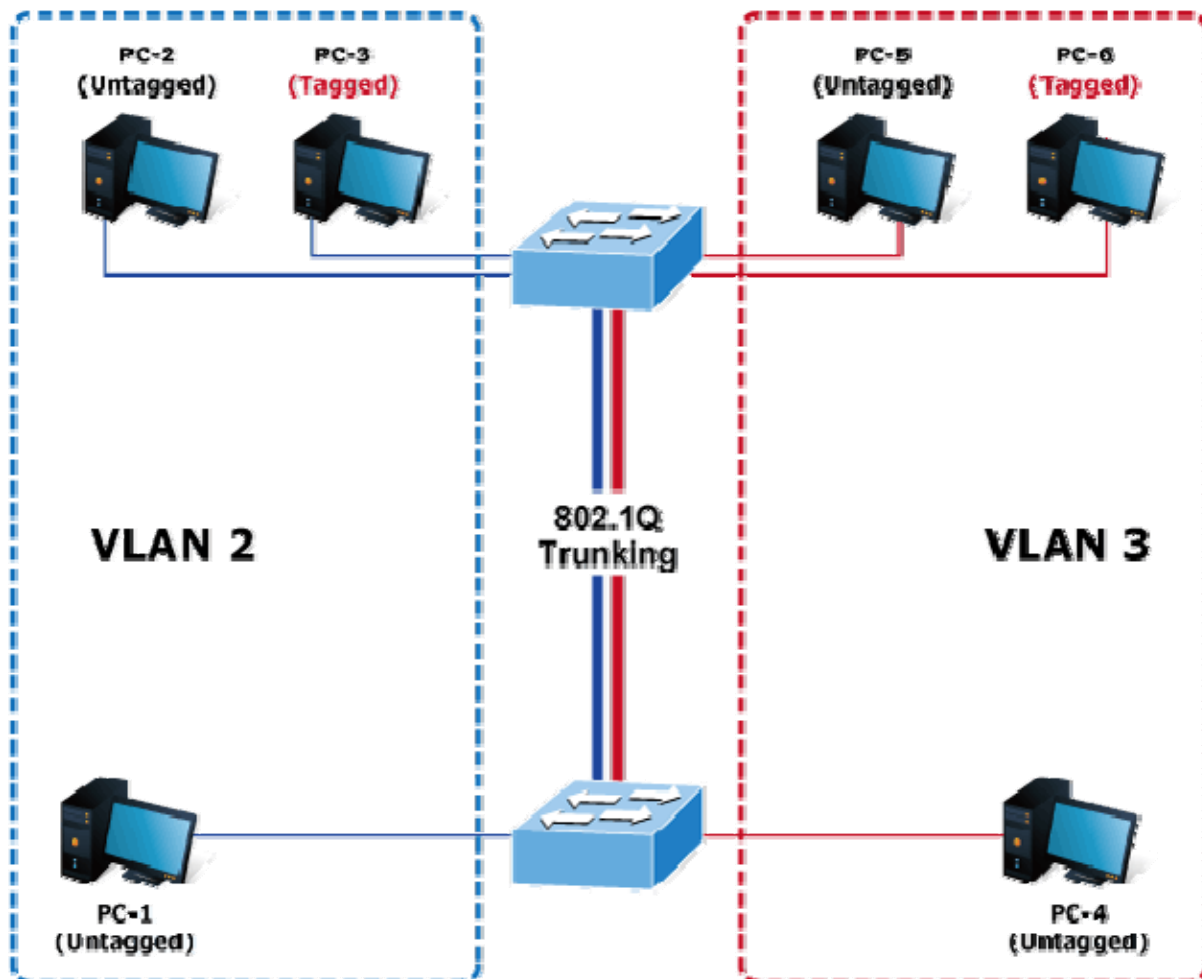 PC-2
(Untagged)
PC-3
(Tagged)
PC-5
(Untagged)
PC-6
(Tagged)
VLAN 2
802.1Q
Trunking
VLAN 3
PC-1
(Untagged)
PC-4
(Untagged)